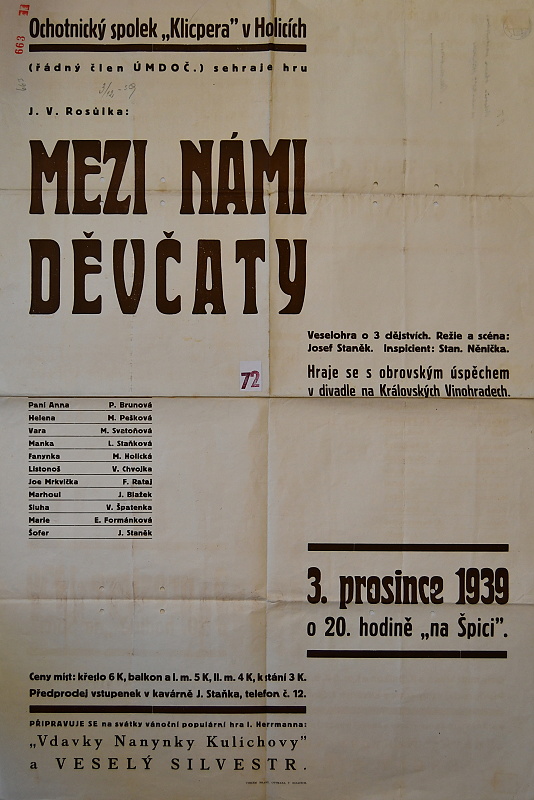 Ochotnický spolek „Klicpera” v Holicích
(řádný člen ÚMDOČ.) sehraje hru
J. V. Rosůlka:
MEZI NÁMI
DĚVČATY
72
Veselohra o 3 dějstvích. Režie a scéna:
Josef Staněk. Inspicient: Stan. Něnička.
Hraje se s obrovským úspěchem
v divadle na Královských Vinohradech.
Paní Anna P. Brunová
Helena M. Pešková
Vara M. Svatoňová
Manka L. Staňková
Fanynka M. Holická
Listonoš V. Chvojka
Joe Mrkvička F. Rataj
Marhoul J. Blažek
Sluha V. Špatenka
Marie E. Formánková
Šofer J. Staněk
3. prosince 1939
o 20. hodině „na Špici”.
Ceny míst: křeslo 6 K, balkon a I. m. 5 K, II. m. 4 K, k stání 3 K.
Předprodej vstupenek v kavárně J. Staňka, telefon č. 12.
PŘIPRAVUJE SE na svátky vánoční populární hra I. Herrmanna:
„Vdavky Nanynky Kulichovy”
a VESELÝ SILVESTR.